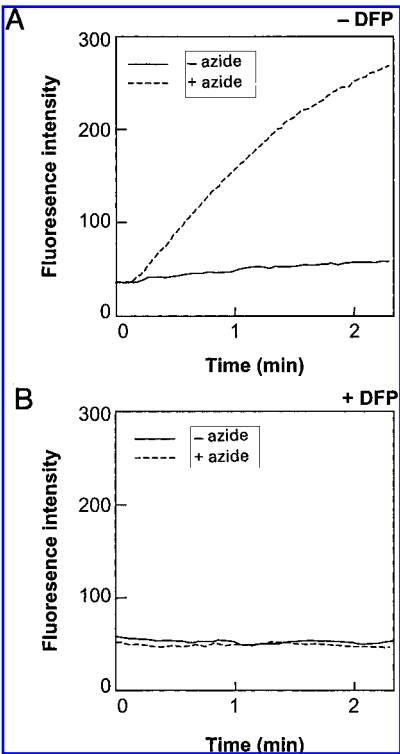 A
– DFP
300
– azide
+ azide
200
100
0
Fluoresence intensity
0 1 2
Time (min)
B
+ DFP
300
– azide
+ azide
200
100
0
Fluoresence intensity
0 1 2
Time (min)